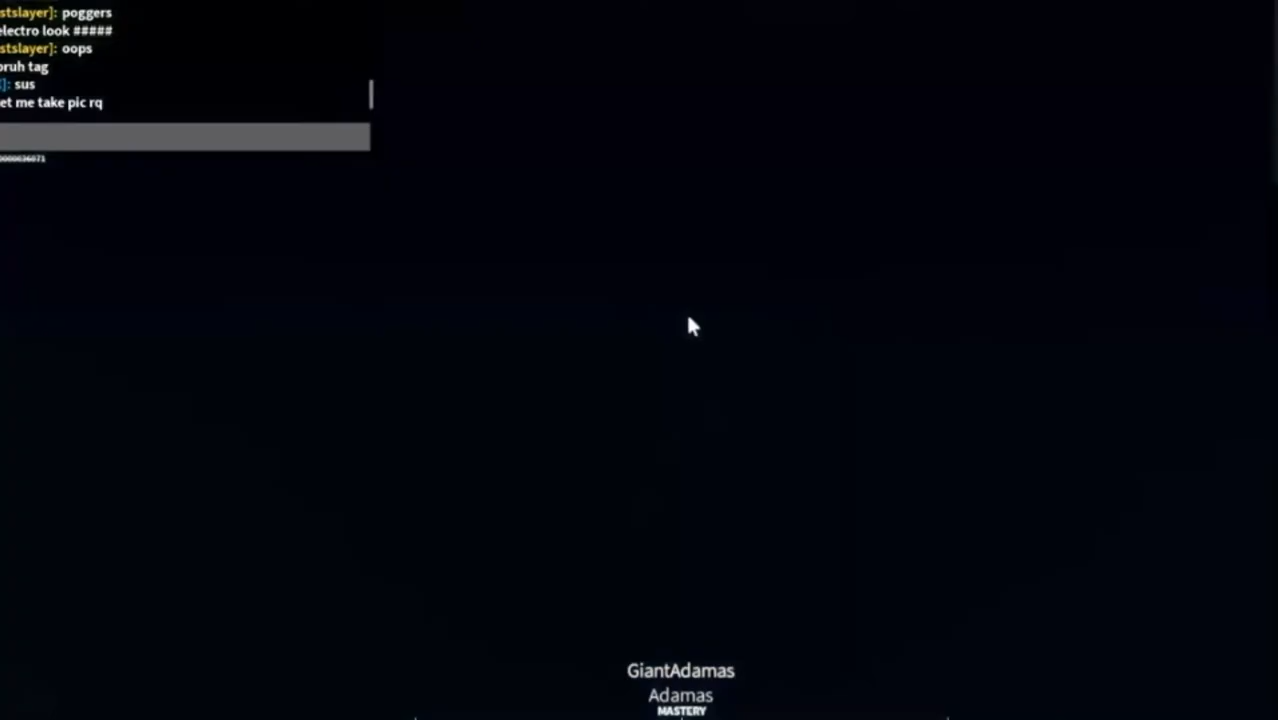 stslayer]: poggers
electro look #####
stslayer]: oops
bruh tag
]: sus
et me take pic rq
GiantAdamas
Adamas
MASTERY